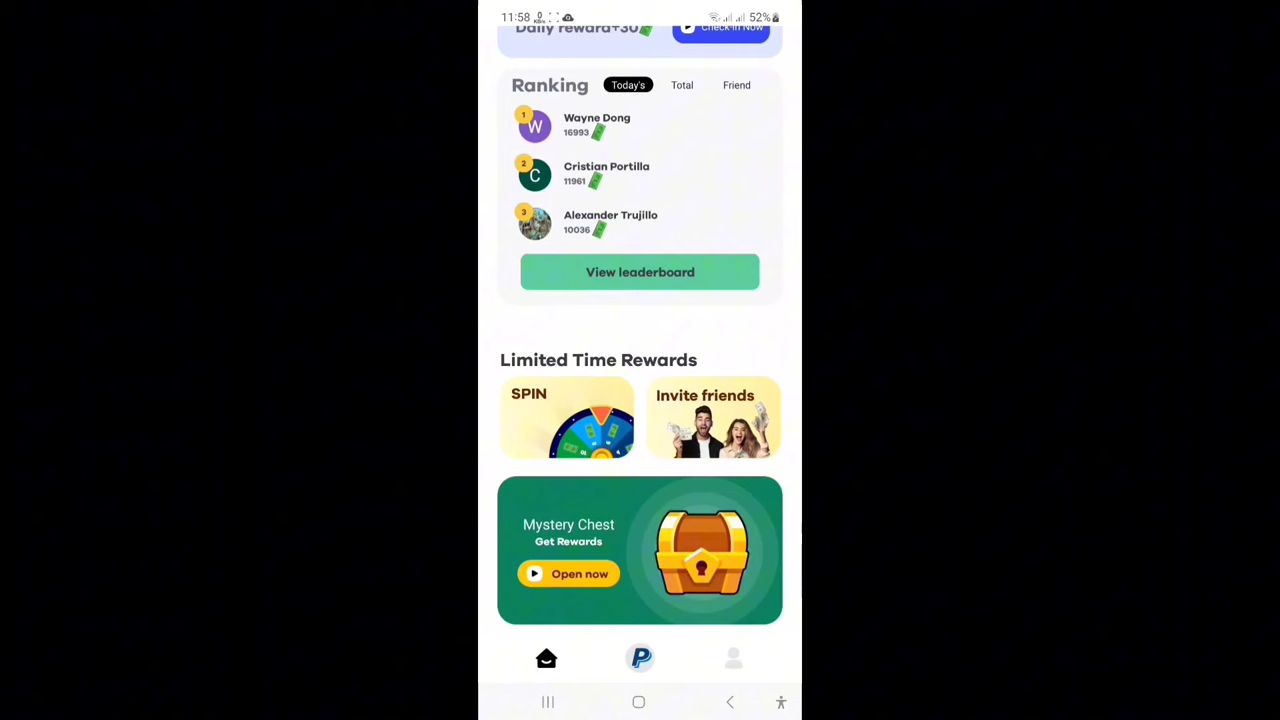 11:58 0 KB/s 52%
Daily reward+30 Check In Now
Ranking Today's Total Friend
1 W Wayne Dong
16993
2 C Cristian Portilla
11961
3 Alexander Trujillo
10036
View leaderboard
Limited Time Rewards
SPIN Invite friends
Mystery Chest
Get Rewards
Open now
P